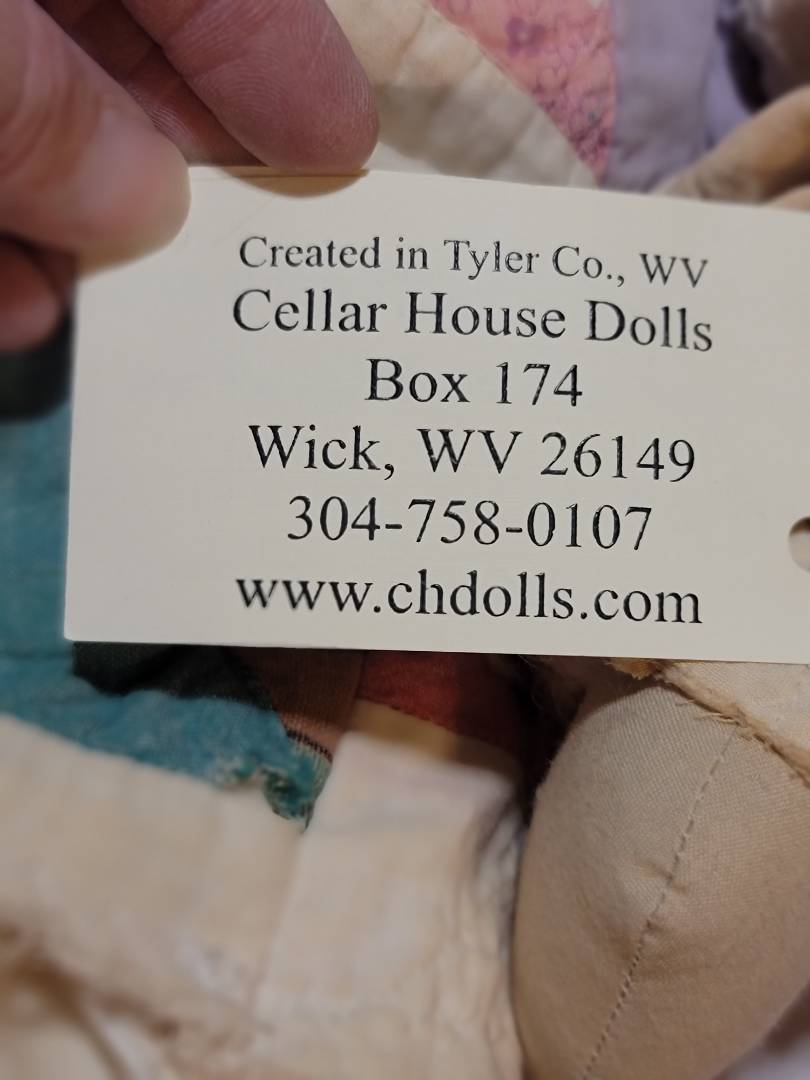 Created in Tyler Co., WV
Cellar House Dolls
Box 174
Wick, WV 26149
304-758-0107
www.chdolls.com